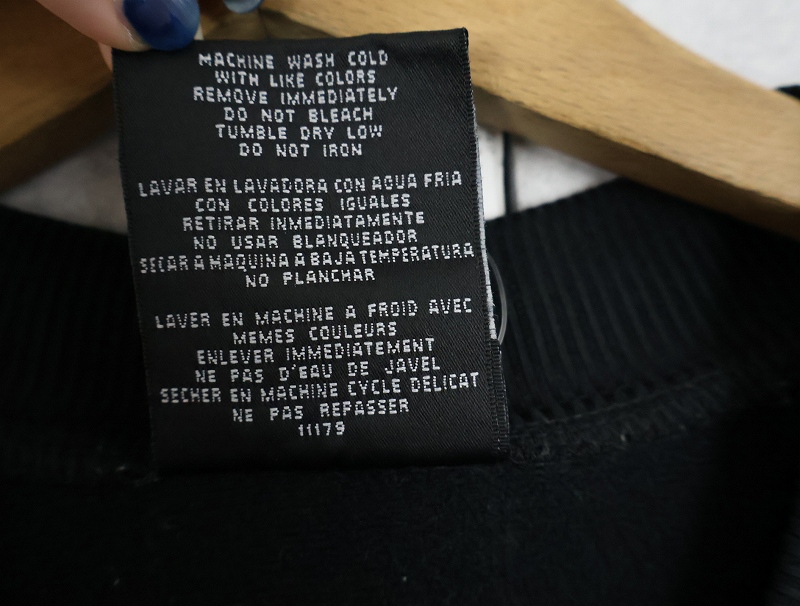 MACHINE WASH COLD
WITH LIKE COLORS
REMOVE IMMEDIATELY
DO NOT BLEACH
TUMBLE DRY LOW
DO NOT IRON
LAVAR EN LAVADORA CON AGUA FRIA
CON COLORES IGUALES
RETIRAR INMEDIATAMENTE
NO USAR BLANQUEADOR
SECAR A MAQUINA A BAJA TEMPERATURA
NO PLANCHAR
LAVER EN MACHINE A FROID AVEC
MEMES COULEURS
ENLEVER IMMEDIATEMENT
NE PAS D'EAU DE JAVEL
SECHER EN MACHINE CYCLE DELICAT
NE PAS REPASSER
11179